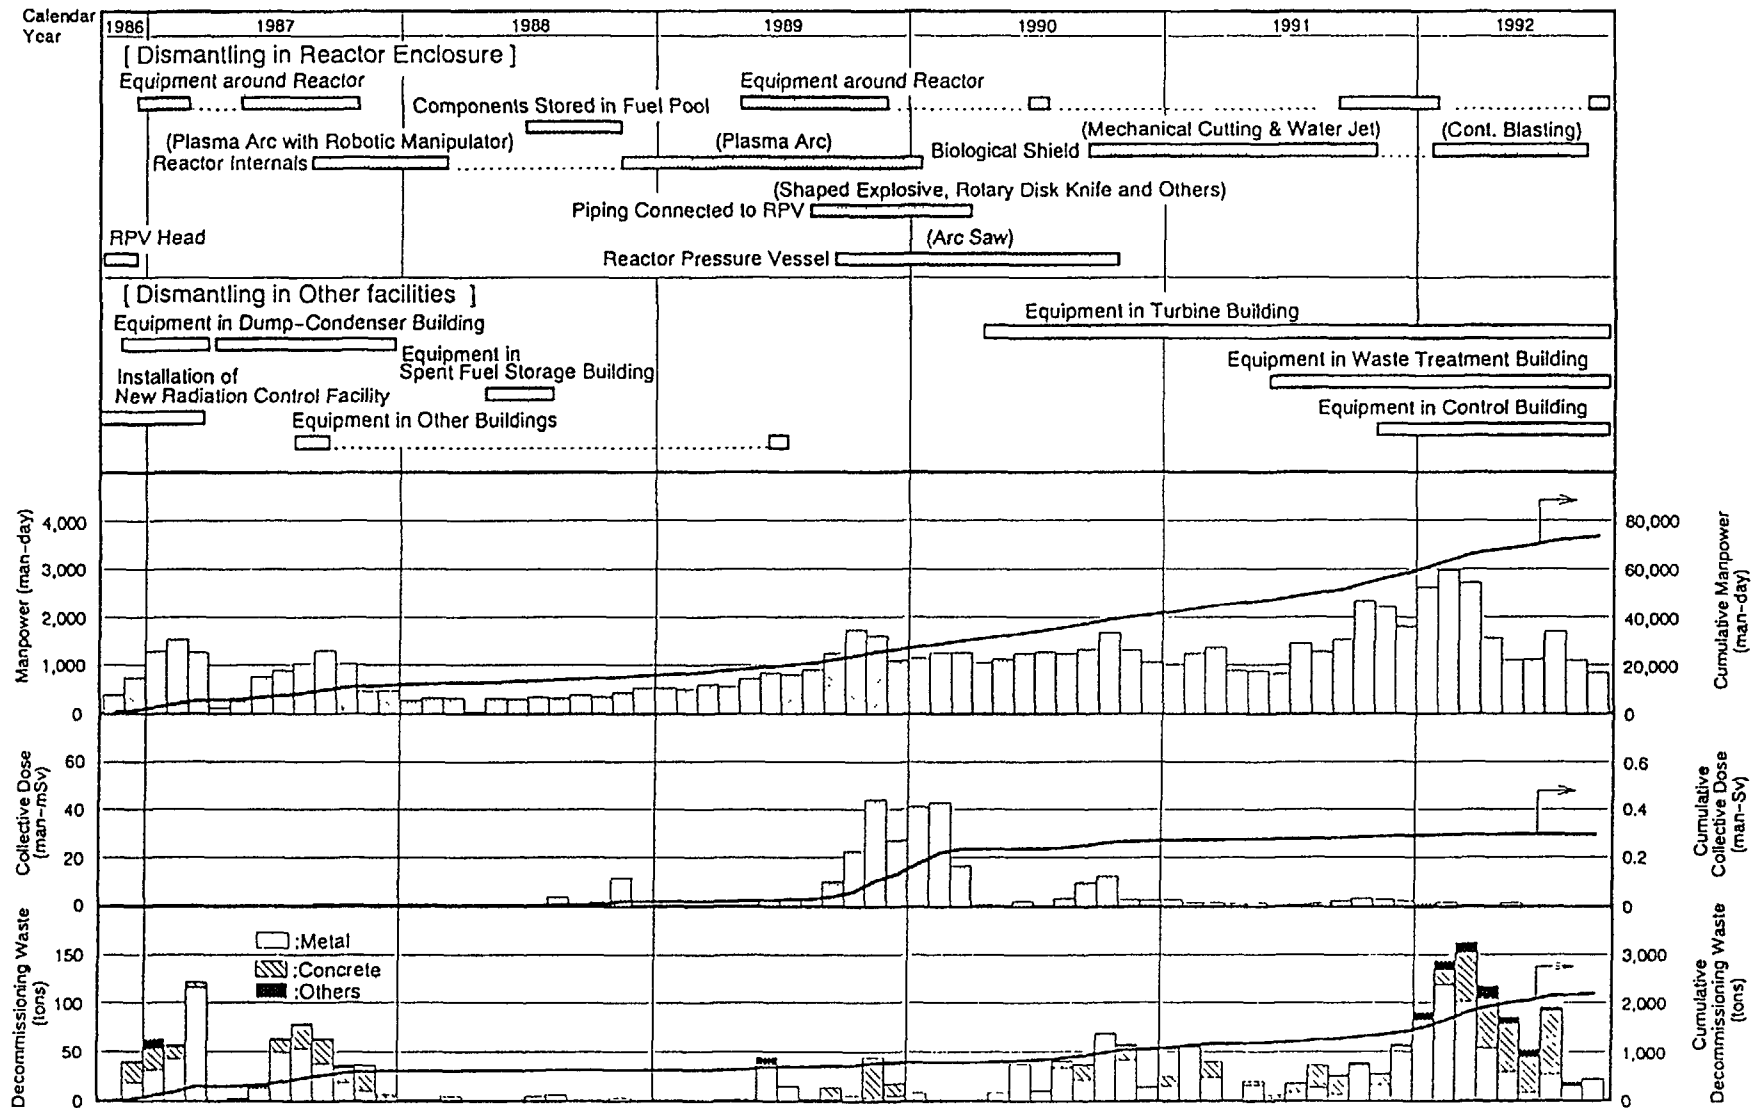 Calendar
Year
1986 1987 1988 1989 1990 1991 1992
[ Dismantling in Reactor Enclosure ]
Equipment around Reactor
Equipment around Reactor
Components Stored in Fuel Pool
(Plasma Arc with Robotic Manipulator)
(Plasma Arc)
(Mechanical Cutting & Water Jet)
(Cont. Blasting)
Reactor Internals
Biological Shield
(Shaped Explosive, Rotary Disk Knife and Others)
Piping Connected to RPV
RPV Head
(Arc Saw)
Reactor Pressure Vessel
[ Dismantling in Other facilities ]
Equipment in Dump-Condenser Building
Equipment in Turbine Building
Equipment in
Spent Fuel Storage Building
Equipment in Waste Treatment Building
Installation of
New Radiation Control Facility
Equipment in Control Building
Equipment in Other Buildings
Manpower (man-day)
4,000
3,000
2,000
1,000
0
80,000
60,000
40,000
20,000
0
Cumulative Manpower
(man-day)
Collective Dose
(man-mSv)
60
40
20
0
0.6
0.4
0.2
0
Cumulative
Collective Dose
(man-Sv)
Decommissioning Waste
(tons)
150
100
50
0
:Metal
:Concrete
:Others
3,000
2,000
1,000
0
Cumulative
Decommissioning Waste
(tons)